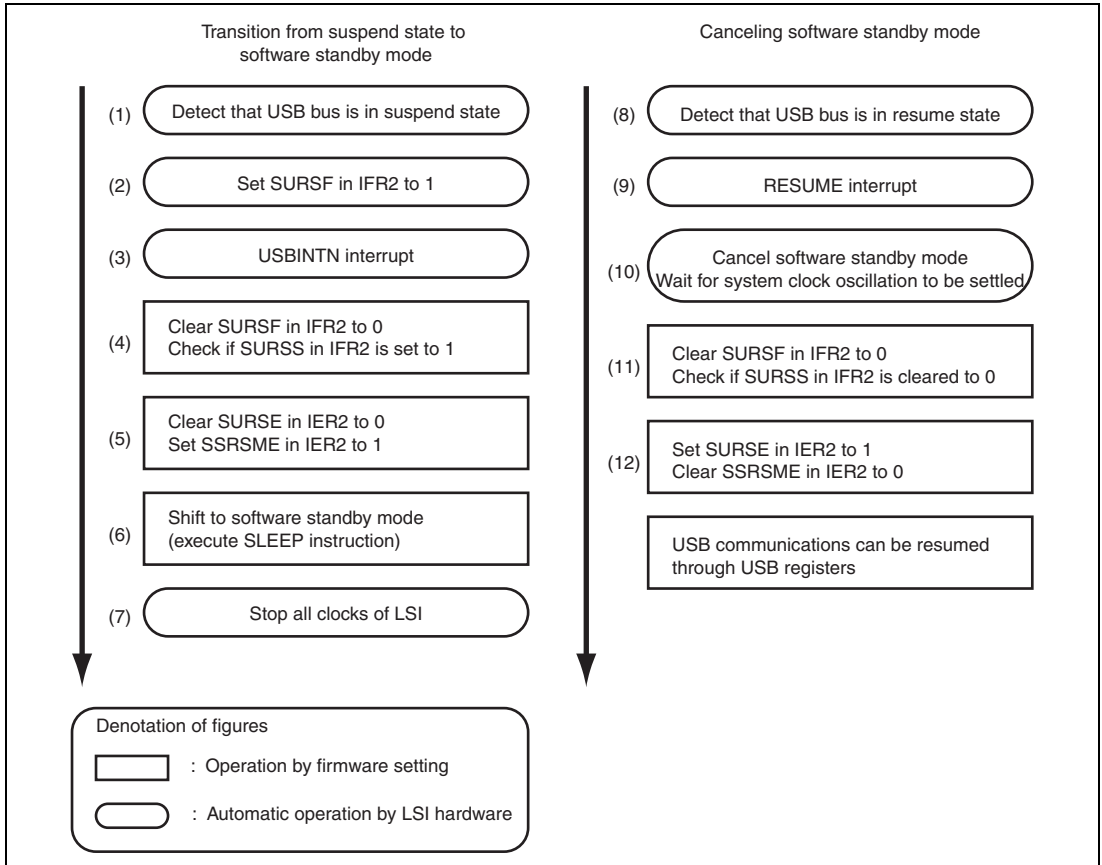 Transition from suspend state to
software standby mode
(1) Detect that USB bus is in suspend state
(2) Set SURSF in IFR2 to 1
(3) USBINTN interrupt
(4) Clear SURSF in IFR2 to 0
Check if SURSS in IFR2 is set to 1
(5) Clear SURSE in IER2 to 0
Set SSRSME in IER2 to 1
(6) Shift to software standby mode
(execute SLEEP instruction)
(7) Stop all clocks of LSI
Canceling software standby mode
(8) Detect that USB bus is in resume state
(9) RESUME interrupt
(10) Cancel software standby mode
Wait for system clock oscillation to be settled
(11) Clear SURSF in IFR2 to 0
Check if SURSS in IFR2 is cleared to 0
(12) Set SURSE in IER2 to 1
Clear SSRSME in IER2 to 0
USB communications can be resumed
through USB registers
Denotation of figures
: Operation by firmware setting
: Automatic operation by LSI hardware